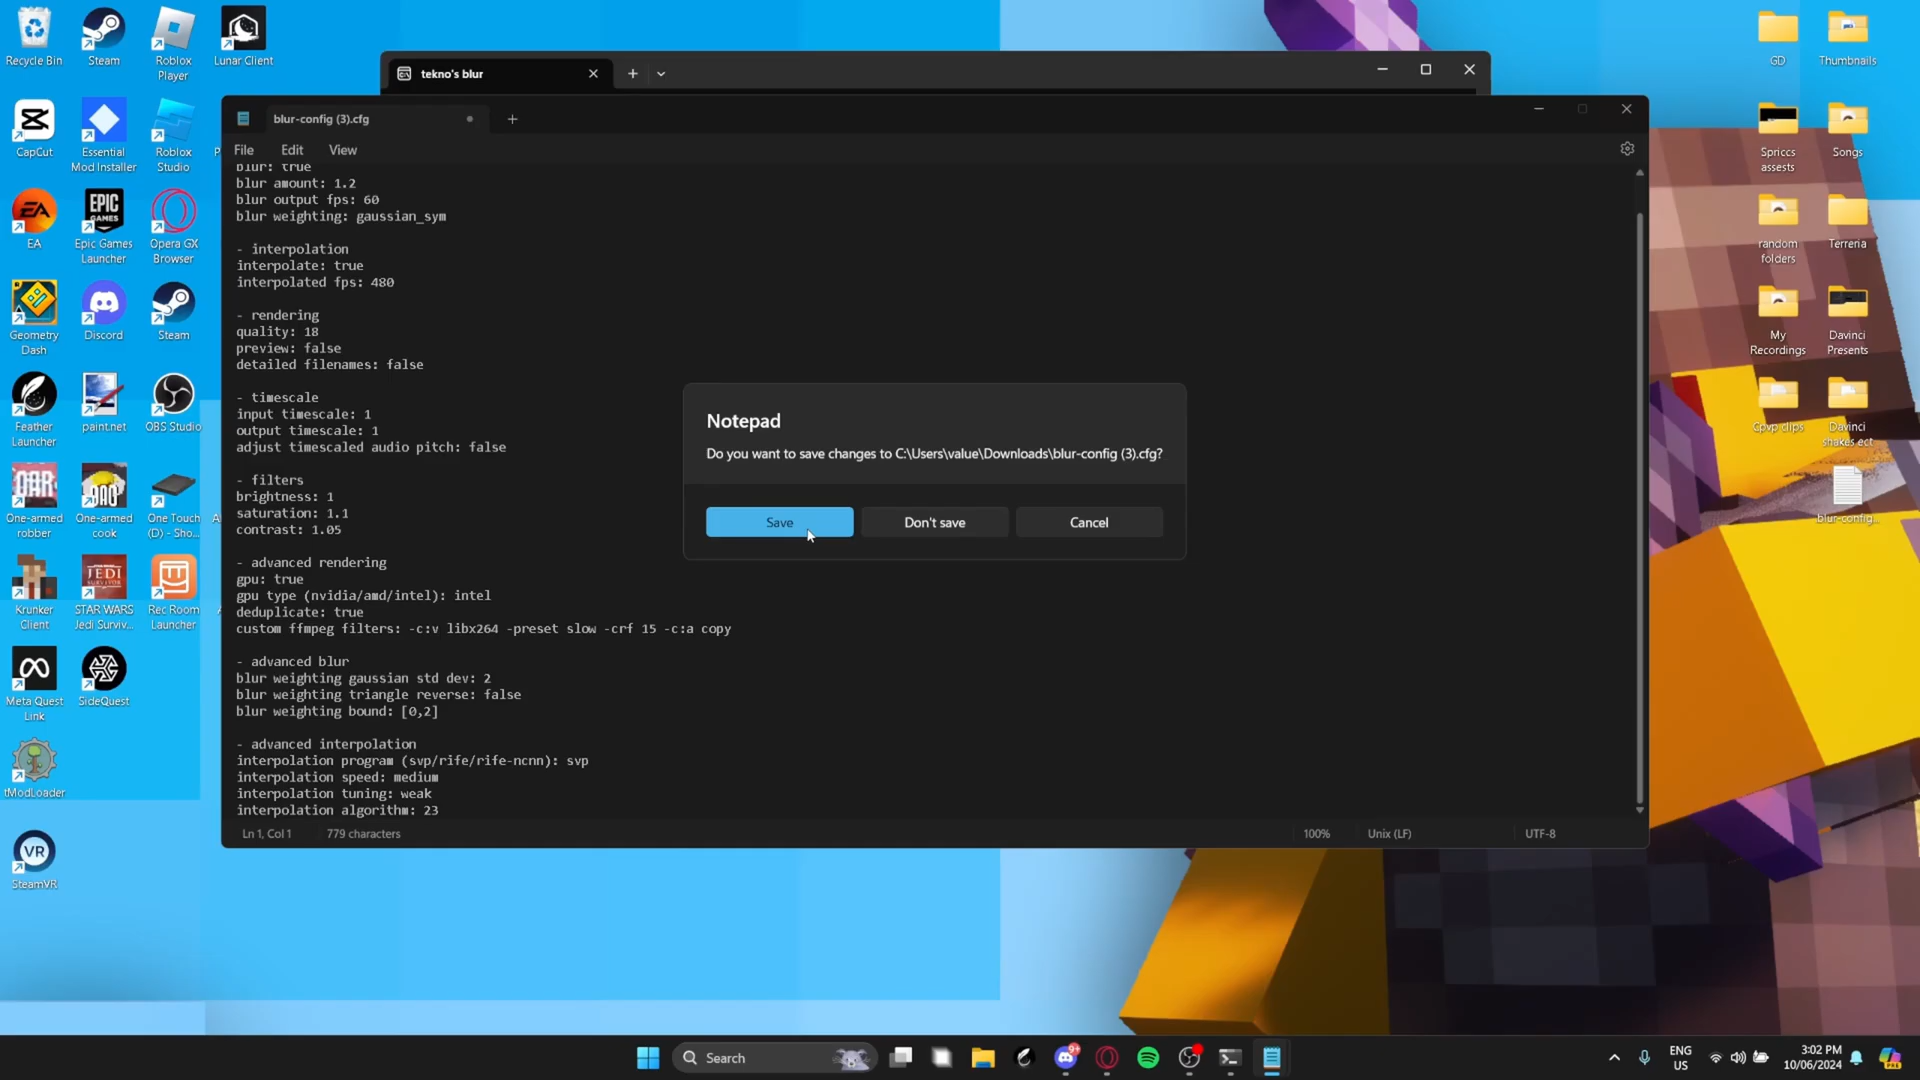 Recycle Bin
Steam
Roblox
Player
Lunar Client
GD
Thumbnails
tekno's blur
CapCut
Essential
Mod Installer
Roblox
Studio
P
Spriccs
assests
Songs
EA
Epic Games
Launcher
Opera GX
Browser
random
folders
Terreria
Geometry
Dash
Discord
Steam
My
Recordings
Davinci
Presents
Feather
Launcher
paint.net
OBS Studio
Cpvp clips
Davinci
One-armed
robber
One-armed
cook
One Touch
(D) - Sho...
A
blur-config...
Krunker
Client
STAR WARS
Jedi Surviv...
Rec Room
Launcher
A
Meta Quest
Link
SideQuest
tModLoader
VR
SteamVR
blur-config (3).cfg
File Edit View
blur: true
blur amount: 1.2
blur output fps: 60
blur weighting: gaussian_sym
- interpolation
interpolate: true
interpolated fps: 480
- rendering
quality: 18
preview: false
detailed filenames: false
- timescale
input timescale: 1
output timescale: 1
adjust timescaled audio pitch: false
- filters
brightness: 1
saturation: 1.1
contrast: 1.05
- advanced rendering
gpu: true
gpu type (nvidia/amd/intel): intel
deduplicate: true
custom ffmpeg filters: -c:v libx264 -preset slow -crf 15 -c:a copy
- advanced blur
blur weighting gaussian std dev: 2
blur weighting triangle reverse: false
blur weighting bound: [0,2]
- advanced interpolation
interpolation program (svp/rife/rife-ncnn): svp
interpolation speed: medium
interpolation tuning: weak
interpolation algorithm: 23
Notepad
Do you want to save changes to C:\Users\value\Downloads\blur-config (3).cfg?
Save Don't save Cancel
Ln 1, Col 1 779 characters 100% Unix (LF) UTF-8
Search
ENG
US
3:02 PM
10/06/2024